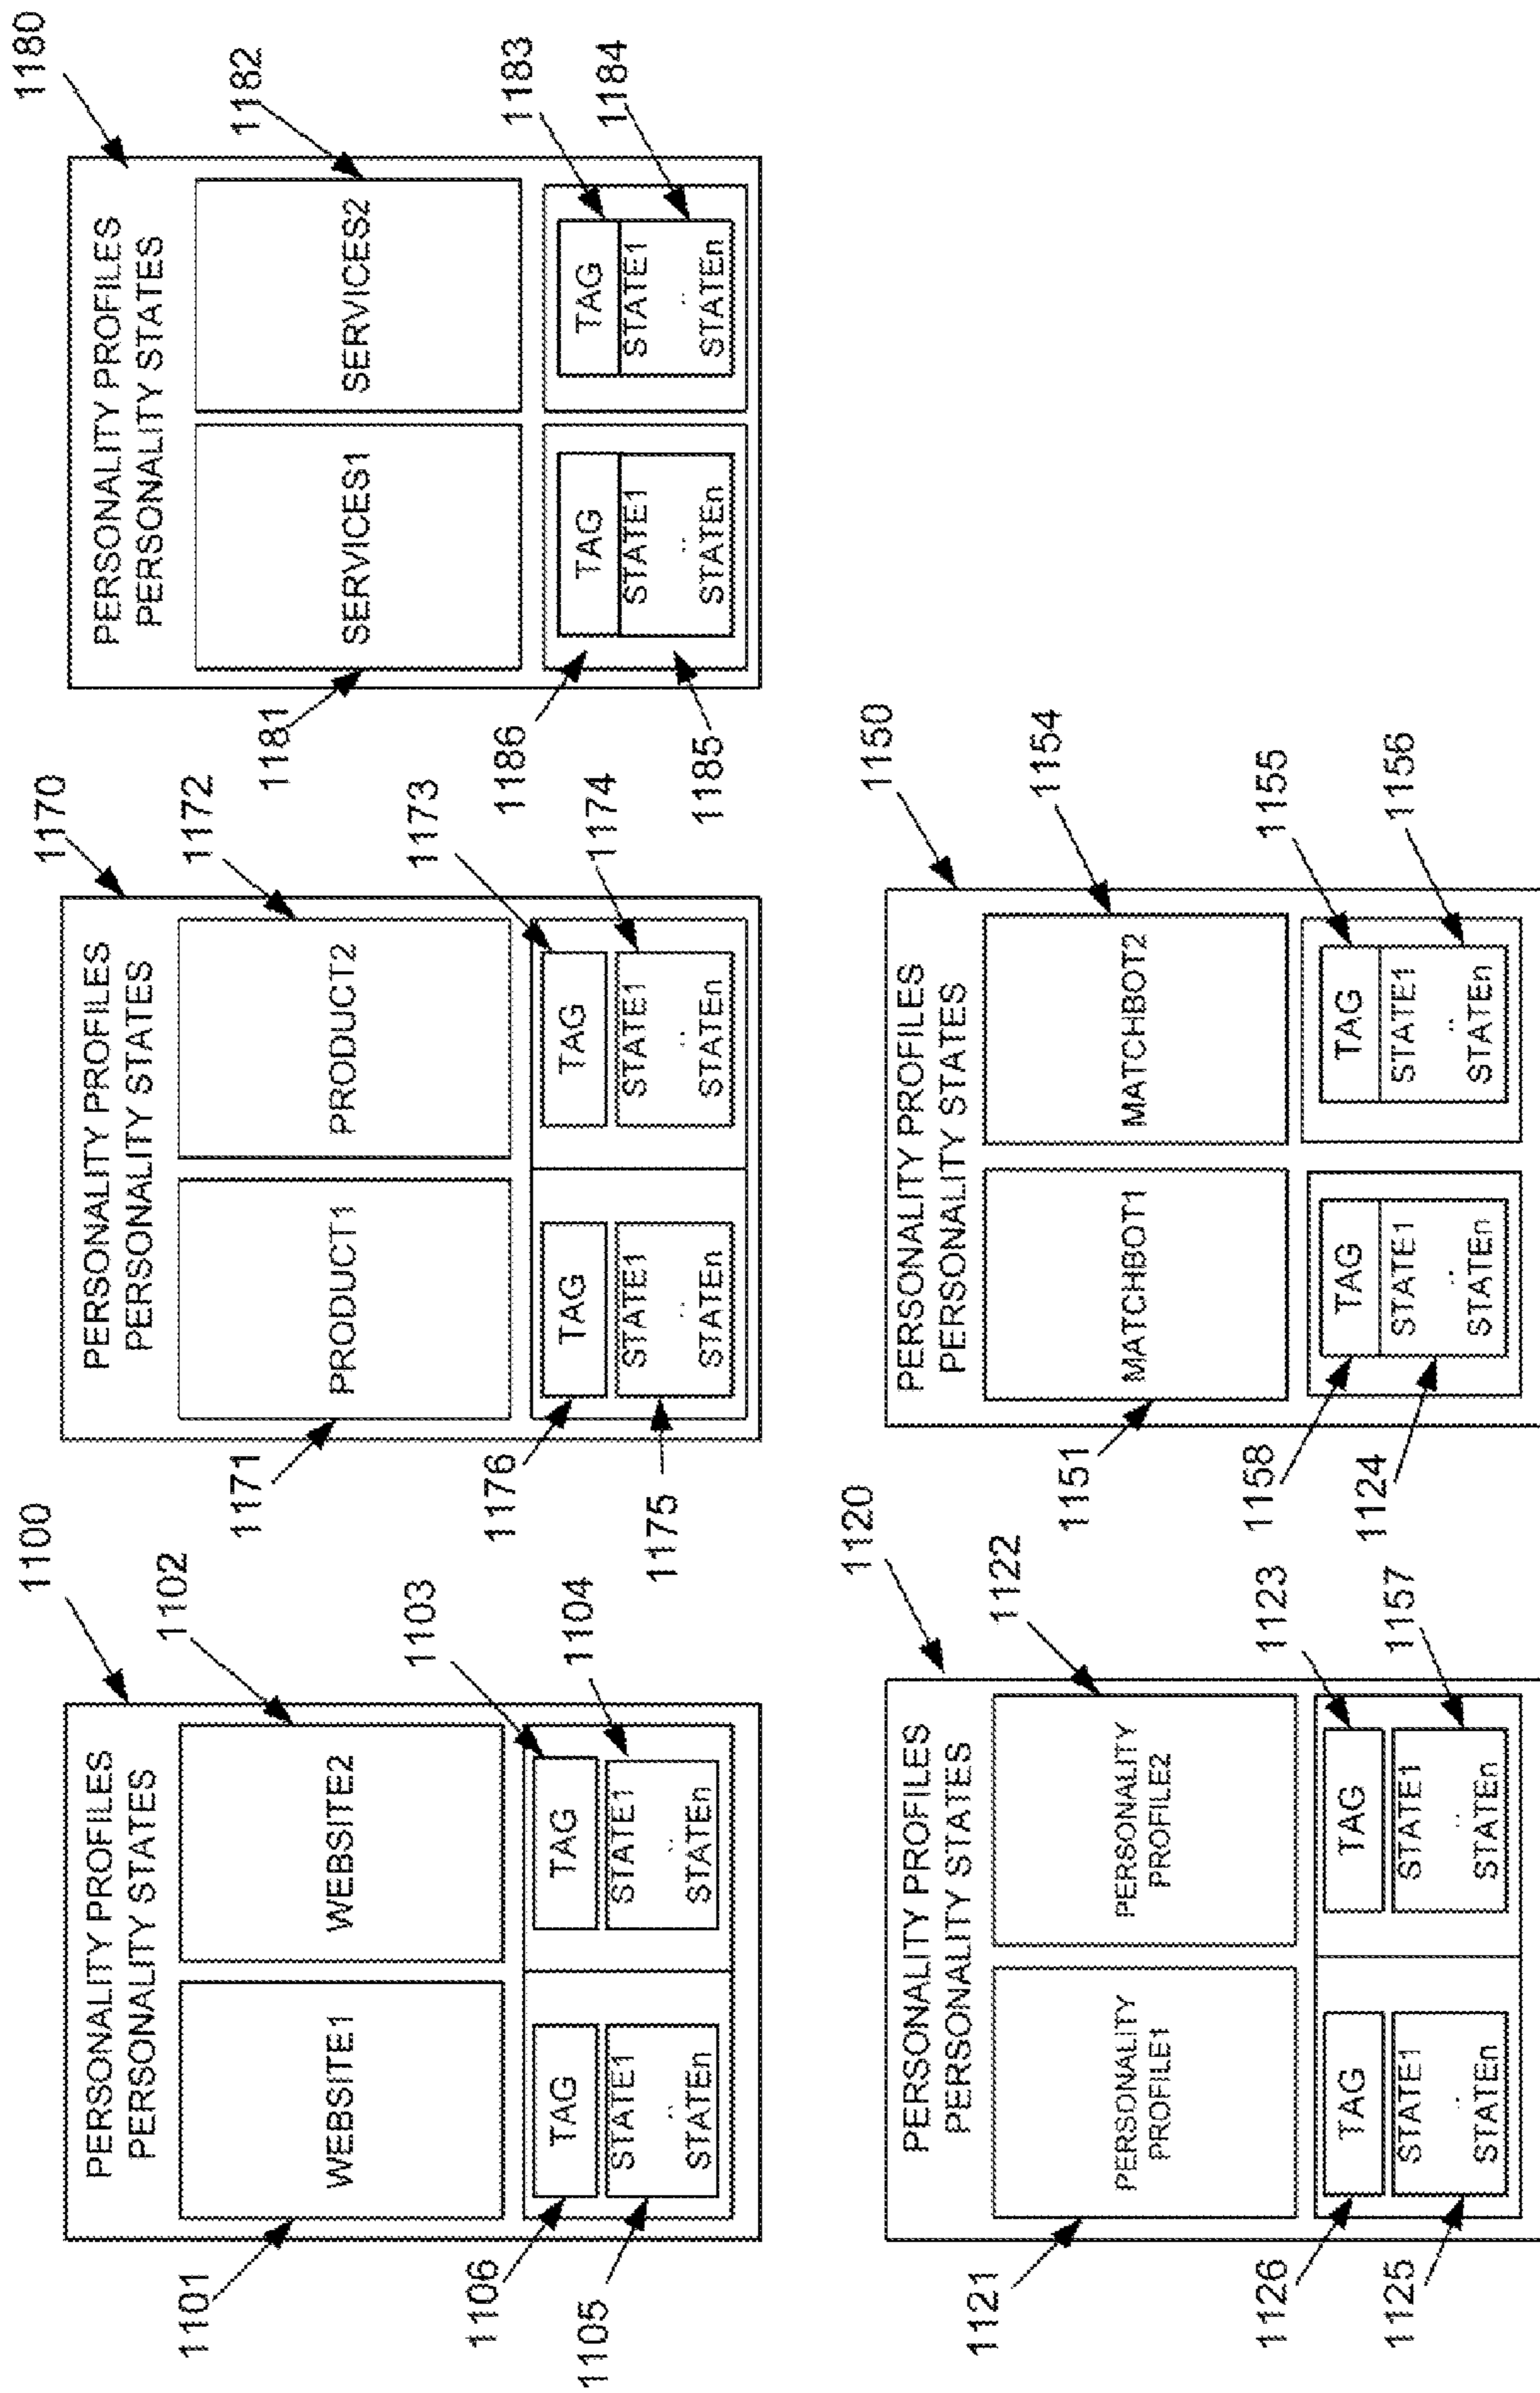 1100
PERSONALITY PROFILES
PERSONALITY STATES
1101
WEBSITE1
WEBSITE2
1102
1106
TAG
TAG
1103
1105
STATE1
..
STATEn
STATE1
..
STATEn
1104
1170
PERSONALITY PROFILES
PERSONALITY STATES
1171
PRODUCT1
PRODUCT2
1172
1176
TAG
TAG
1173
1175
STATE1
..
STATEn
STATE1
..
STATEn
1174
1180
PERSONALITY PROFILES
PERSONALITY STATES
1181
SERVICES1
SERVICES2
1182
1186
TAG
TAG
1183
1185
STATE1
..
STATEn
STATE1
..
STATEn
1184
1120
PERSONALITY PROFILES
PERSONALITY STATES
1121
PERSONALITY
PROFILE1
PERSONALITY
PROFILE2
1122
1126
TAG
TAG
1123
1125
STATE1
..
STATEn
STATE1
..
STATEn
1157
1150
PERSONALITY PROFILES
PERSONALITY STATES
1151
MATCHBOT1
MATCHBOT2
1154
1158
TAG
TAG
1155
1124
STATE1
..
STATEn
STATE1
..
STATEn
1156